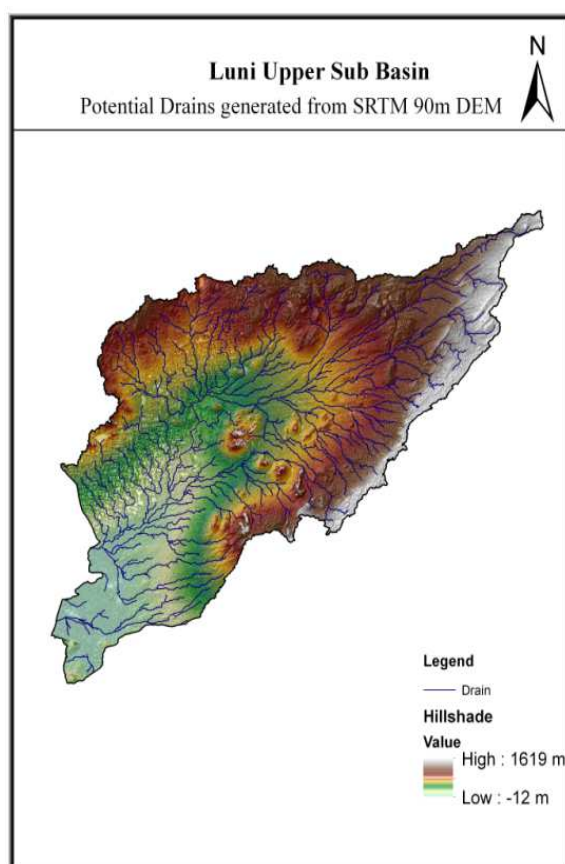 Luni Upper Sub Basin
Potential Drains generated from SRTM 90m DEM
N
Legend
Drain
Hillshade
Value
High : 1619 m
Low : -12 m